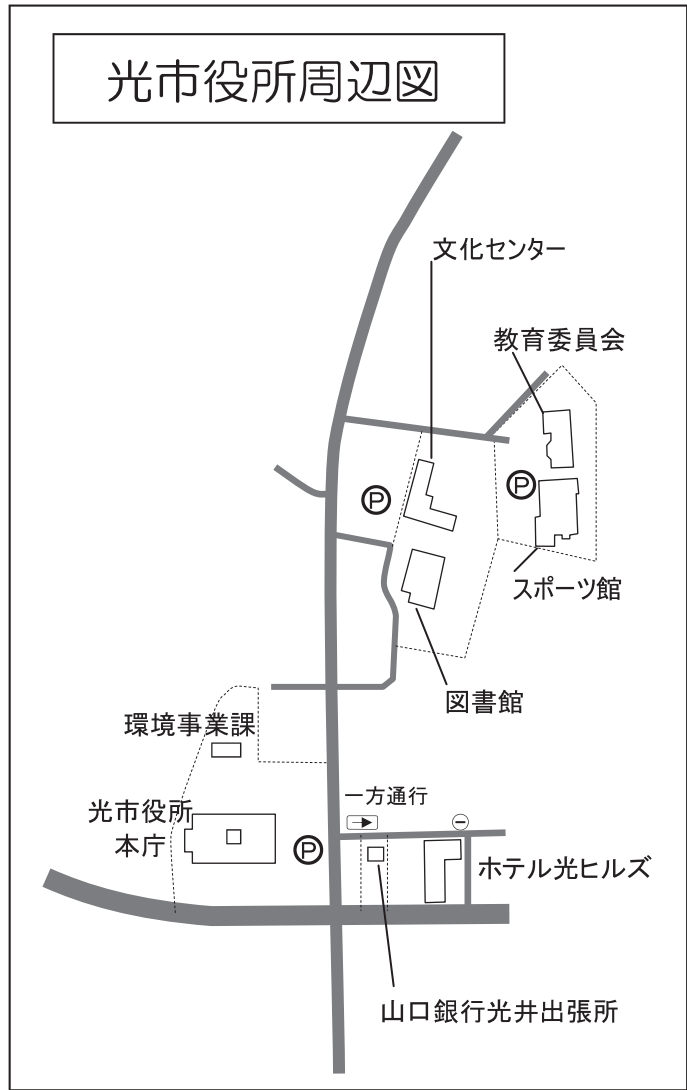 光市役所周辺図
文化センター
教育委員会
P
P
スポーツ館
図書館
環境事業課
一方通行
光市役所
本庁
P
ホテル光ヒルズ
山口銀行光井出張所